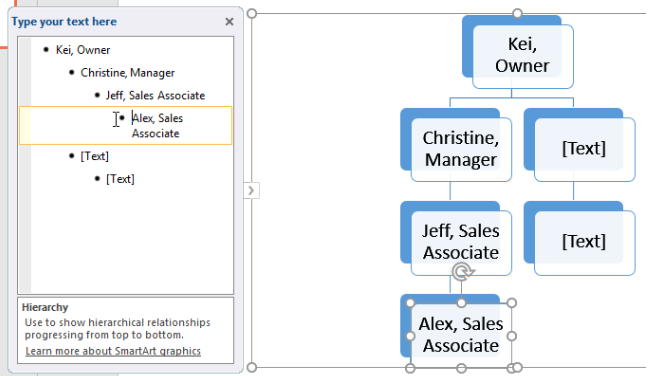 Type your text here
Kei, Owner
Christine, Manager
Jeff, Sales Associate
Alex, Sales
Associate
[Text]
[Text]
Hierarchy
Use to show hierarchical relationships
progressing from top to bottom.
Learn more about SmartArt graphics
Kei,
Owner
Christine,
Manager
[Text]
Jeff, Sales
Associate
[Text]
Alex, Sales
Associate